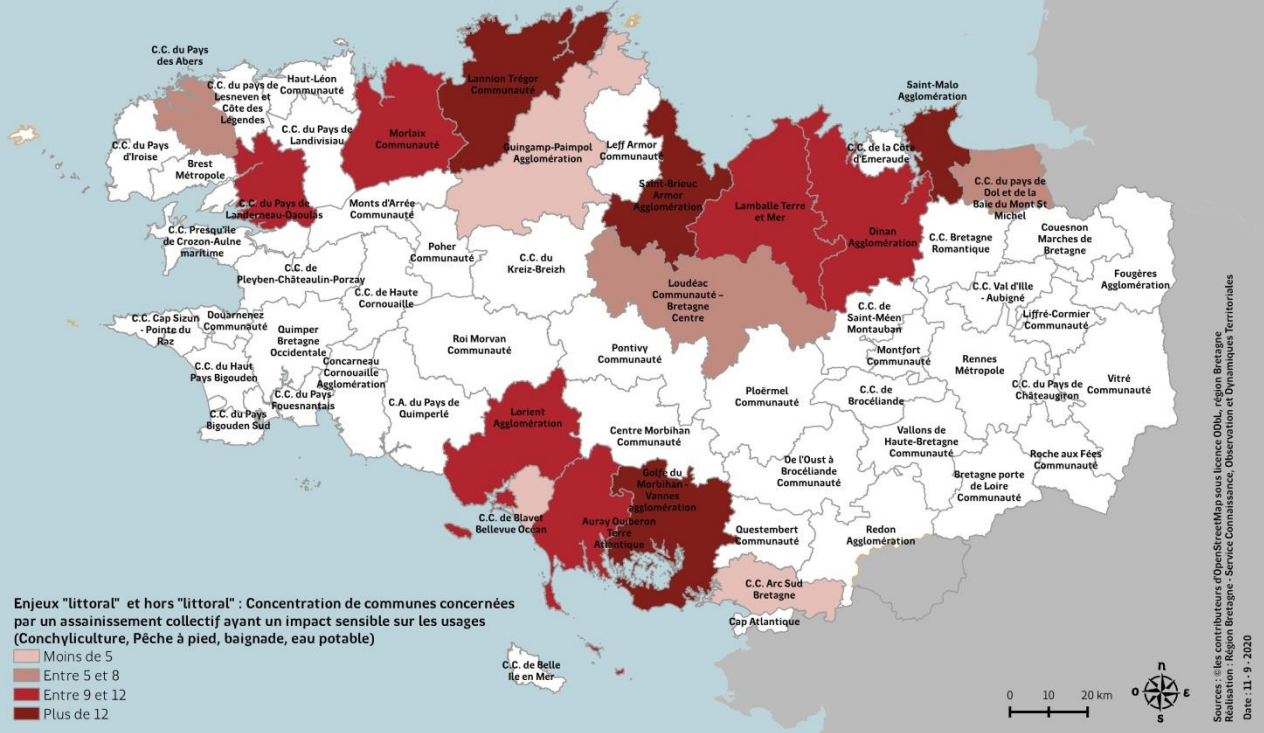 C.C. du Pays
des Abers
Haut-Léon
Communauté
C.C. du pays de
Lesneven et
Côte des
Légendes
C.C. du Pays de
Landivisiau
C.C. du Pays
d'Iroise
Brest
Métropole
C.C. du Pays de
Landerneau-Daoulas
Morlaix
Communauté
Lannion Trégor
Communauté
Guingamp-Paimpol
Agglomération
Leff Armor
Communauté
Saint-Brieuc
Armor
Agglomération
Lamballe Terre
et Mer
Dinan
Agglomération
C.C. de la Côte
d'Emeraude
Saint-Malo
Agglomération
C.C. du pays de
Dol et de la
Baie du Mont St
Michel
C.C. Bretagne
Romantique
Couesnon
Marches de
Bretagne
Fougères
Agglomération
C.C. Val d'Ille
- Aubigné
Liffré-Cormier
Communauté
C.C. Presqu'île
de Crozon-Aulne
maritime
Monts d'Arrée
Communauté
Poher
Communauté
C.C. du
Kreiz-Breizh
C.C. de
Pleyben-Châteaulin-Porzay
C.C. de Haute
Cornouaille
Loudéac
Communauté –
Bretagne
Centre
C.C. de
Saint-Méen
Montauban
Montfort
Communauté
Rennes
Métropole
C.C. du Pays de
Châteaugiron
Vitré
Communauté
C.C. Cap Sizun
- Pointe du
Raz
Douarnenez
Communauté
Quimper
Bretagne
Occidentale
C.C. du Haut
Pays Bigouden
C.C. du Pays
Bigouden Sud
C.C. du Pays
Fouesnantais
Concarneau
Cornouaille
Agglomération
C.A. du Pays de
Quimperlé
Roi Morvan
Communauté
Pontivy
Communauté
Ploërmel
Communauté
C.C. de
Brocéliande
Lorient
Agglomération
Centre Morbihan
Communauté
De l'Oust à
Brocéliande
Communauté
Vallons de
Haute-Bretagne
Communauté
Bretagne porte
de Loire
Communauté
Roche aux Fées
Communauté
C.C. de Blavet
Bellevue Océan
Auray Quiberon
Terre
Atlantique
Golfe du
Morbihan -
Vannes
agglomération
Questembert
Communauté
Redon
Agglomération
C.C. Arc Sud
Bretagne
Cap Atlantique
C.C. de Belle
Ile en Mer
Enjeux "littoral" et hors "littoral" : Concentration de communes concernées
par un assainissement collectif ayant un impact sensible sur les usages
(Conchyliculture, Pêche à pied, baignade, eau potable)
Moins de 5
Entre 5 et 8
Entre 9 et 12
Plus de 12
0 10 20 km
n
O E
S
Sources : ©les contributeurs d'OpenStreetMap sous licence ODbL, région Bretagne
Réalisation : Région Bretagne - Service Connaissance, Observation et Dynamiques Territoriales
Date : 11 - 9 - 2020